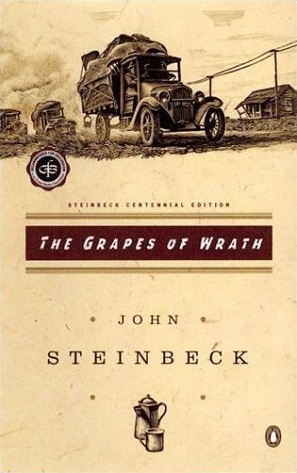 STEINBECK CENTENNIAL EDITION
THE GRAPES OF WRATH
JOHN
STEINBECK